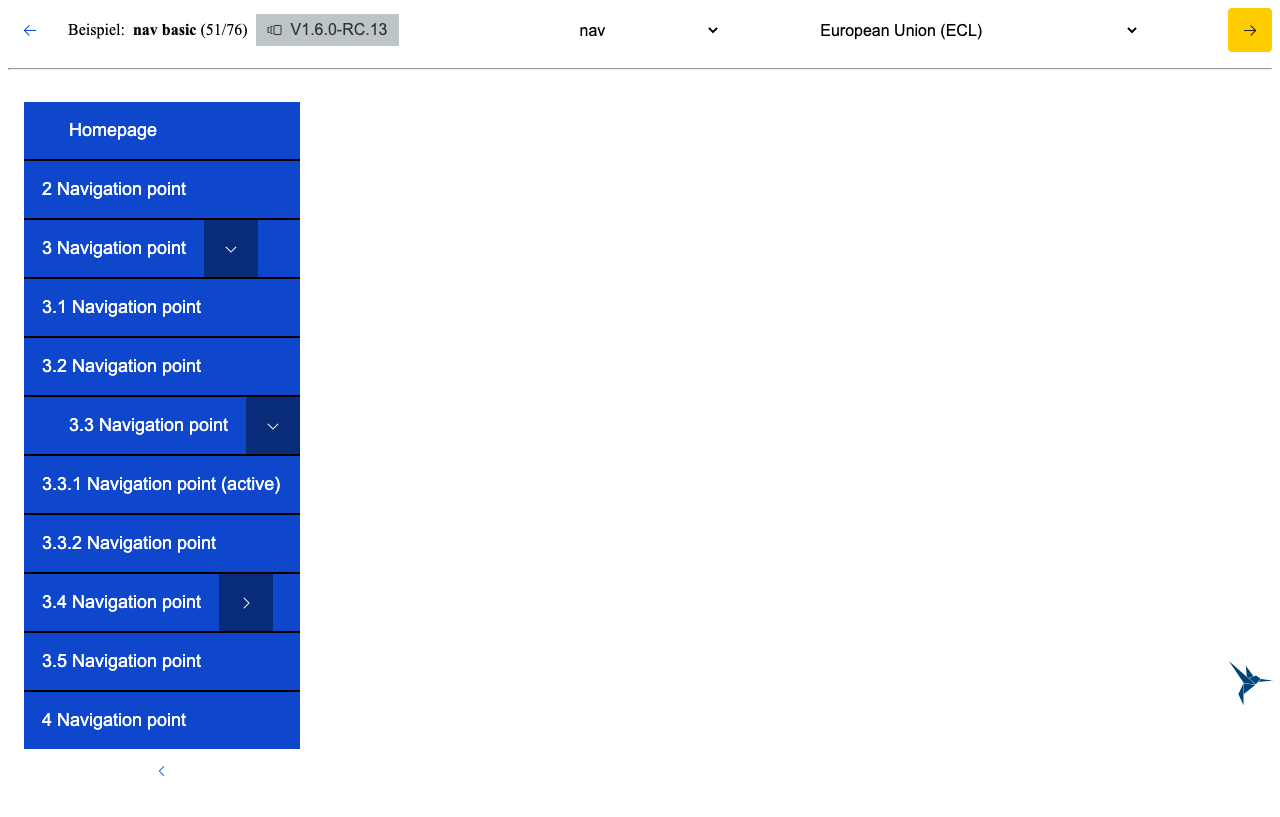 Beispiel: nav basic (51/76) V1.6.0-RC.13 nav European Union (ECL)
Homepage
2 Navigation point
3 Navigation point
3.1 Navigation point
3.2 Navigation point
3.3 Navigation point
3.3.1 Navigation point (active)
3.3.2 Navigation point
3.4 Navigation point
3.5 Navigation point
4 Navigation point